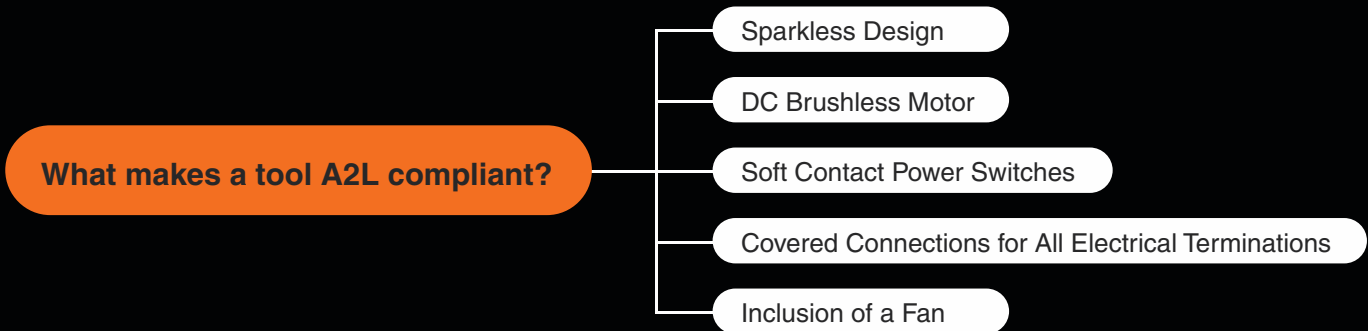 What makes a tool A2L compliant?
Sparkless Design
DC Brushless Motor
Soft Contact Power Switches
Covered Connections for All Electrical Terminations
Inclusion of a Fan